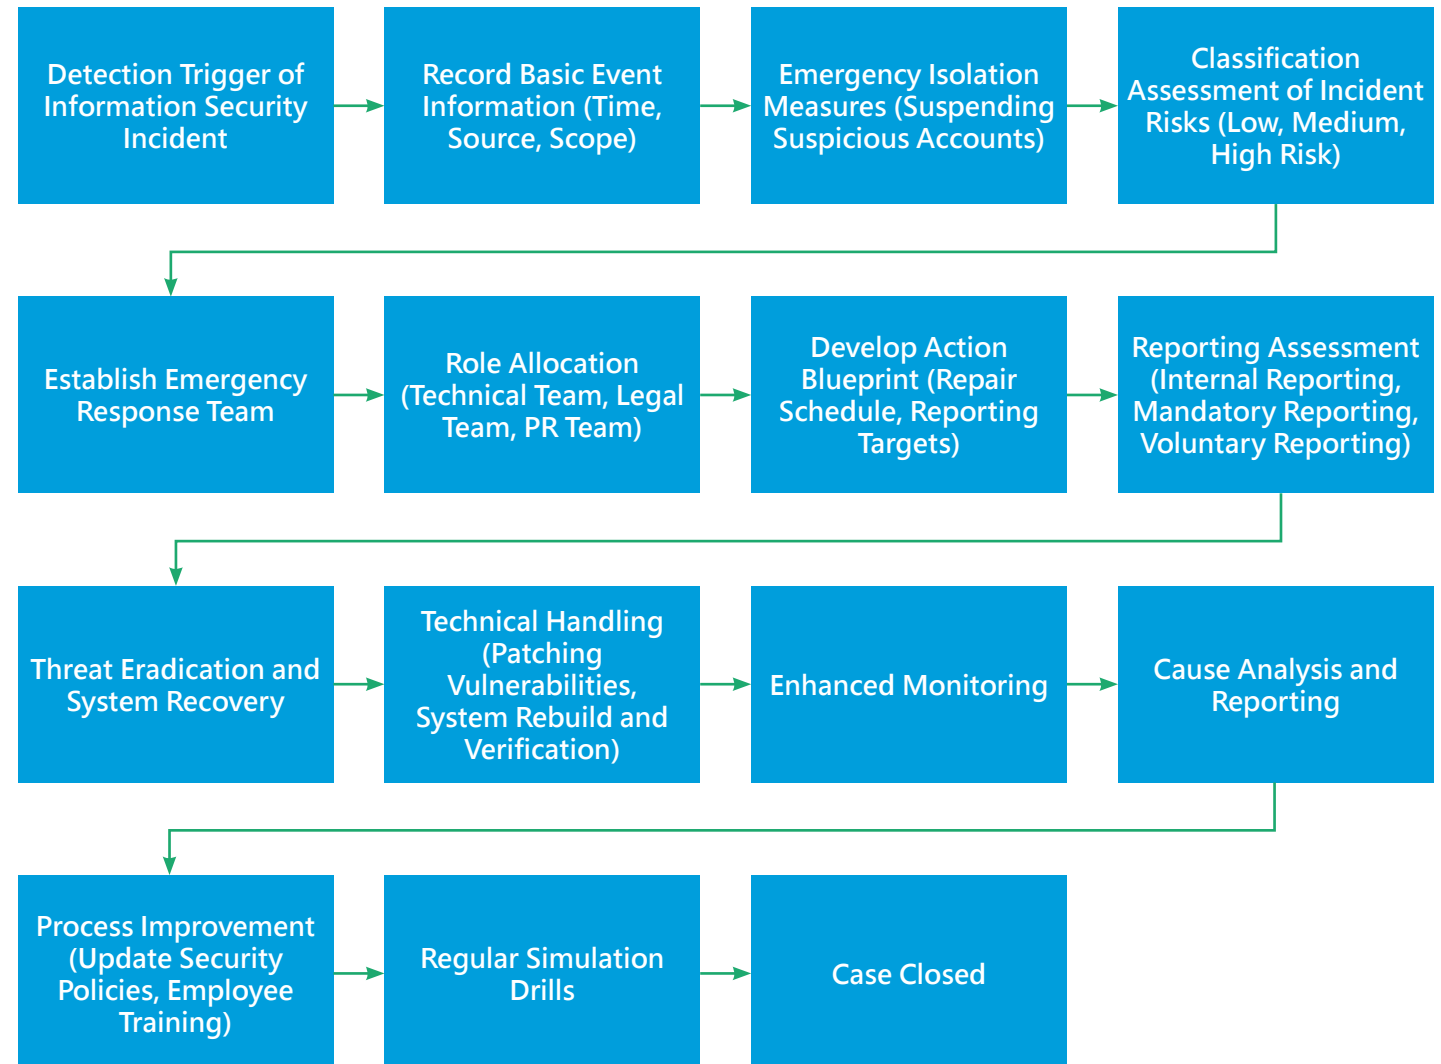 Detection Trigger of
Information Security
Incident
Record Basic Event
Information (Time,
Source, Scope)
Emergency Isolation
Measures (Suspending
Suspicious Accounts)
Classification
Assessment of Incident
Risks (Low, Medium,
High Risk)
Establish Emergency
Response Team
Role Allocation
(Technical Team, Legal
Team, PR Team)
Develop Action
Blueprint (Repair
Schedule, Reporting
Targets)
Reporting Assessment
(Internal Reporting,
Mandatory Reporting,
Voluntary Reporting)
Threat Eradication and
System Recovery
Technical Handling
(Patching
Vulnerabilities,
System Rebuild and
Verification)
Enhanced Monitoring
Cause Analysis and
Reporting
Process Improvement
(Update Security
Policies, Employee
Training)
Regular Simulation
Drills
Case Closed